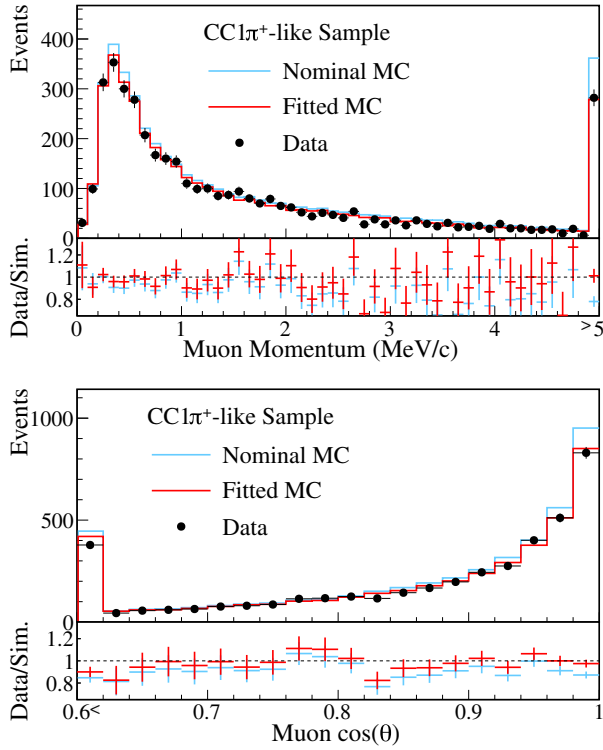 Events
CC1π⁺-like Sample
Nominal MC
Fitted MC
Data
400
300
200
100
0
Data/Sim.
1.2
1
0.8
0 1 2 3 4 >5
Muon Momentum (MeV/c)
Events
CC1π⁺-like Sample
Nominal MC
Fitted MC
Data
1000
500
0
Data/Sim.
1.2
1
0.8
0.6< 0.7 0.8 0.9 1
Muon cos(θ)